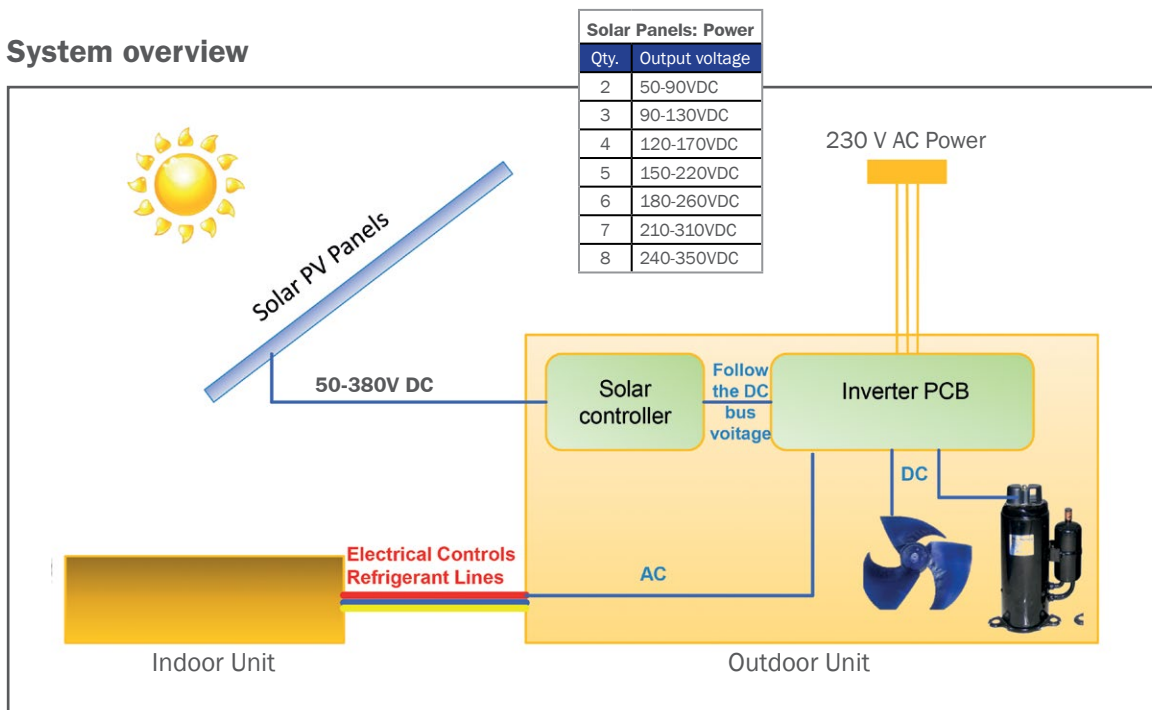 System overview
Solar Panels: Power
Qty. Output voltage
2 50-90VDC
3 90-130VDC
4 120-170VDC
5 150-220VDC
6 180-260VDC
7 210-310VDC
8 240-350VDC
230 V AC Power
Solar PV Panels
50-380V DC
Solar
controller
Follow
the DC
bus
voitage
Inverter PCB
DC
Electrical Controls
Refrigerant Lines
AC
Indoor Unit
Outdoor Unit